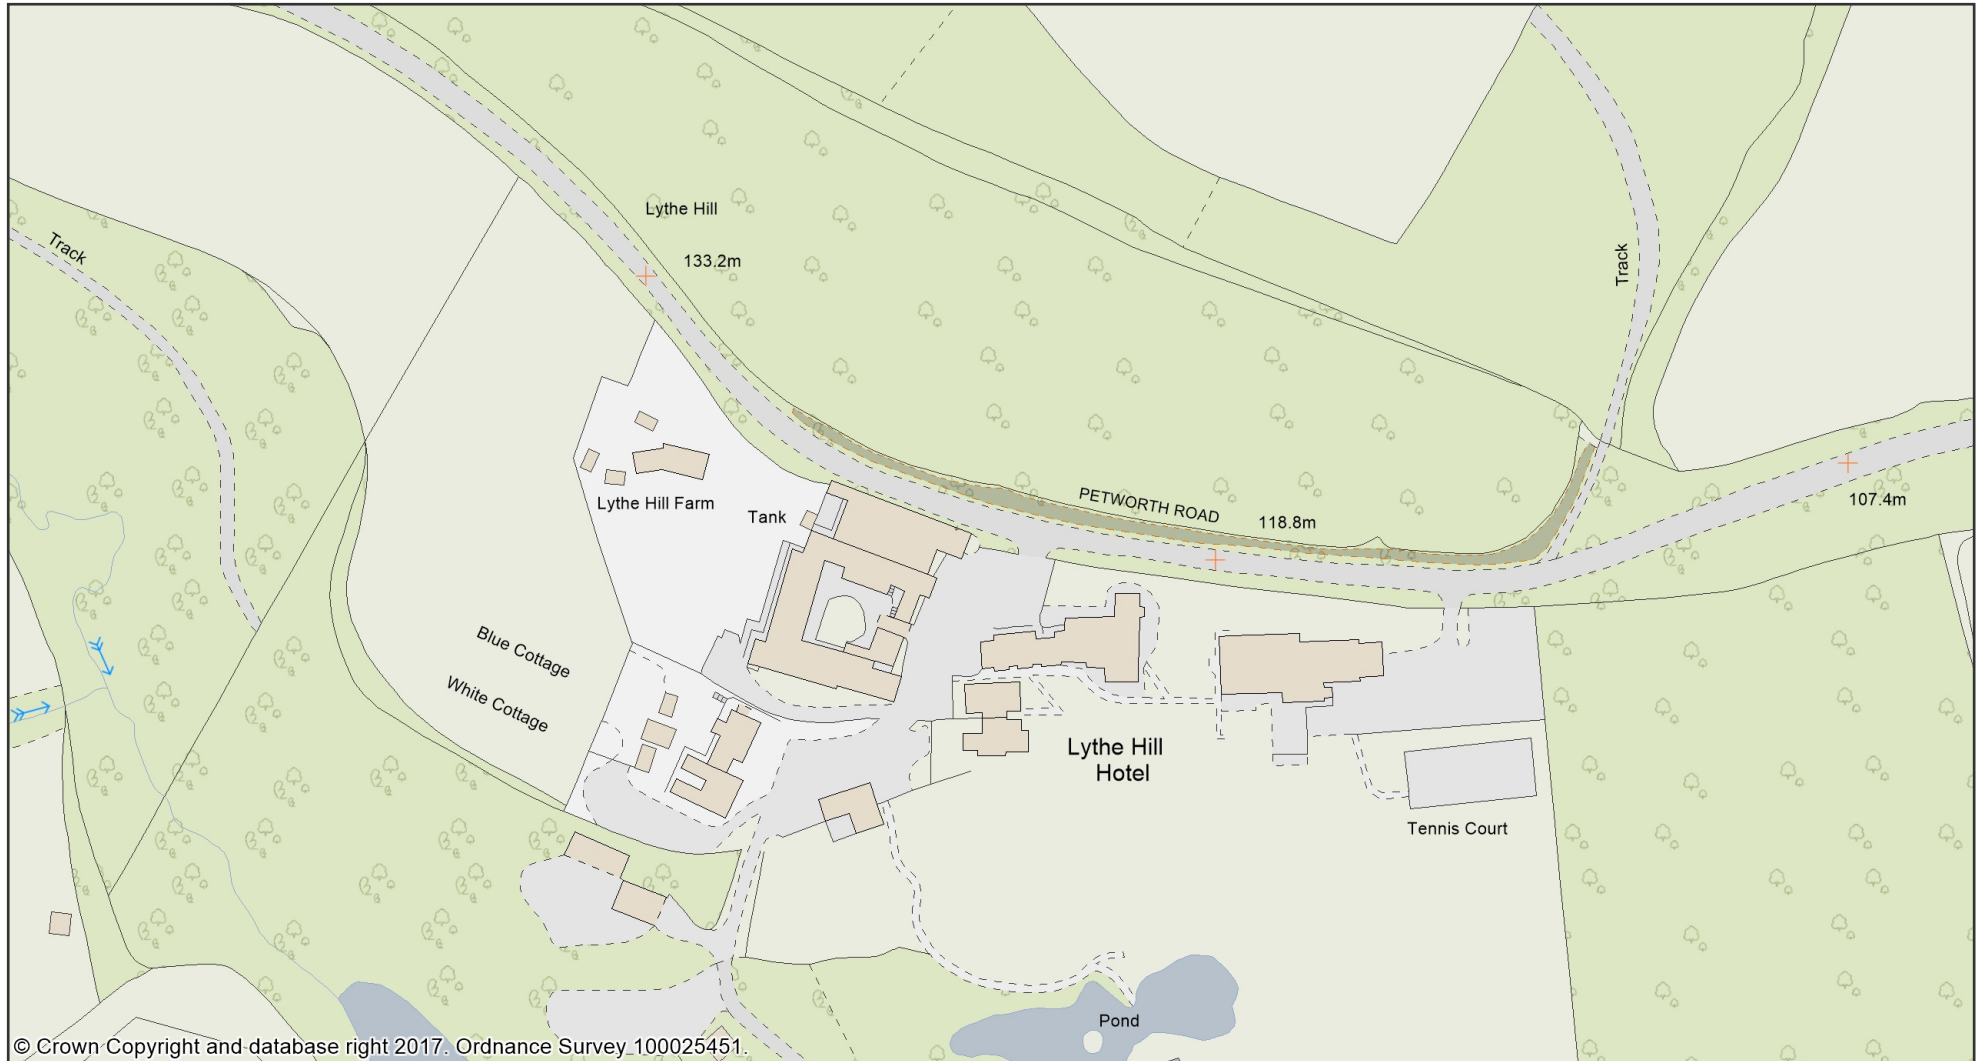 Lythe Hill
133.2m
Track
Track
PETWORTH ROAD
118.8m
107.4m
Lythe Hill Farm
Tank
Blue Cottage
White Cottage
Lythe Hill
Hotel
Tennis Court
Pond
© Crown Copyright and database right 2017. Ordnance Survey 100025451.